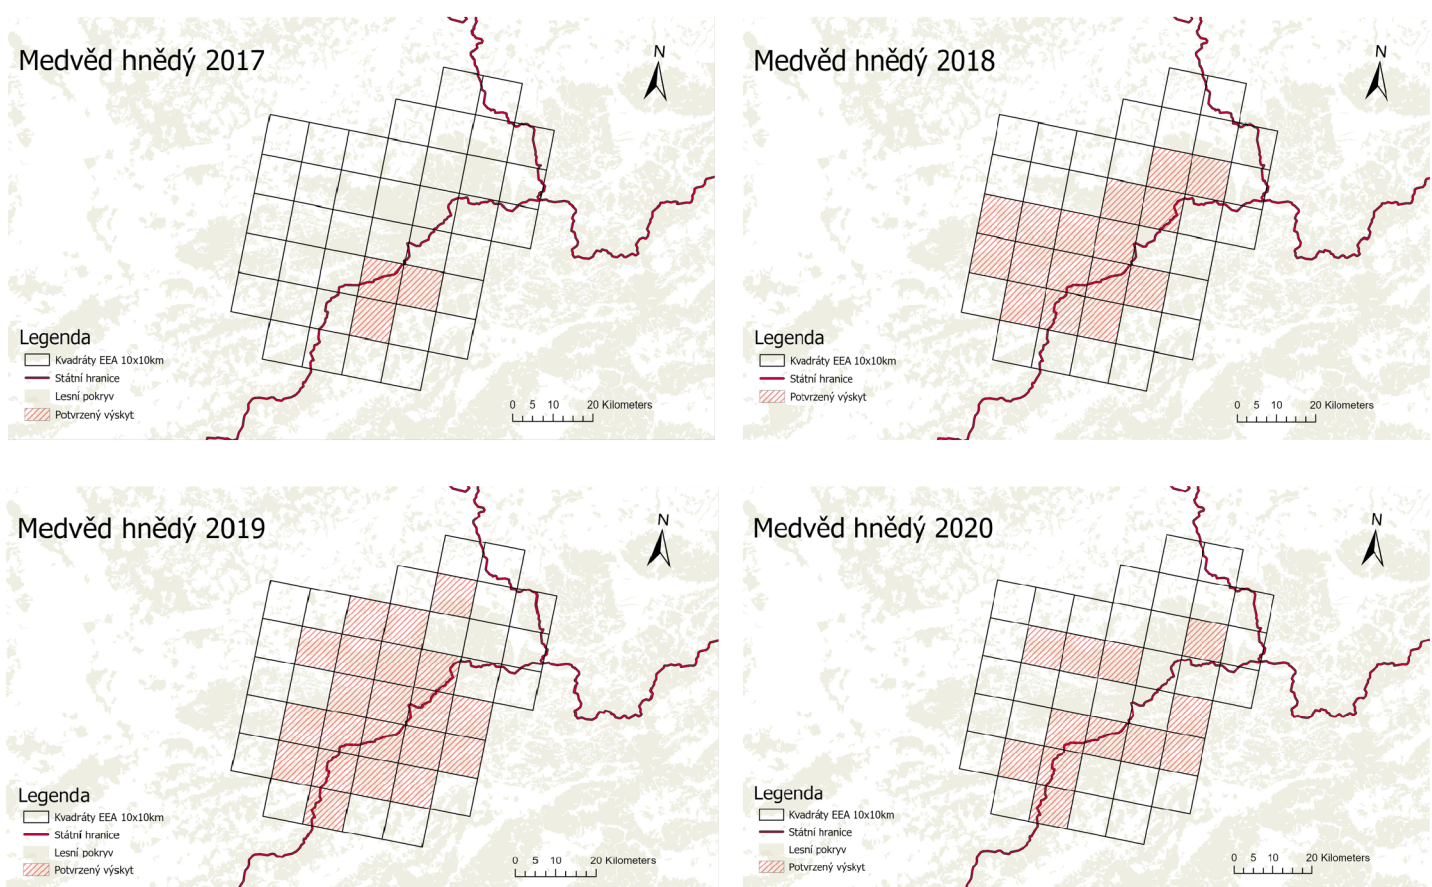 Medvěd hnědý 2017
N
Legenda
Kvadráty EEA 10x10km
Státní hranice
Lesní pokryv
Potvrzený výskyt
0 5 10 20 Kilometers
Medvěd hnědý 2018
N
Legenda
Kvadráty EEA 10x10km
Státní hranice
Potvrzený výskyt
0 5 10 20 Kilometers
Medvěd hnědý 2019
N
Legenda
Kvadráty EEA 10x10km
Státní hranice
Lesní pokryv
Potvrzený výskyt
0 5 10 20 Kilometers
Medvěd hnědý 2020
N
Legenda
Kvadráty EEA 10x10km
Státní hranice
Lesní pokryv
Potvrzený výskyt
0 5 10 20 Kilometers